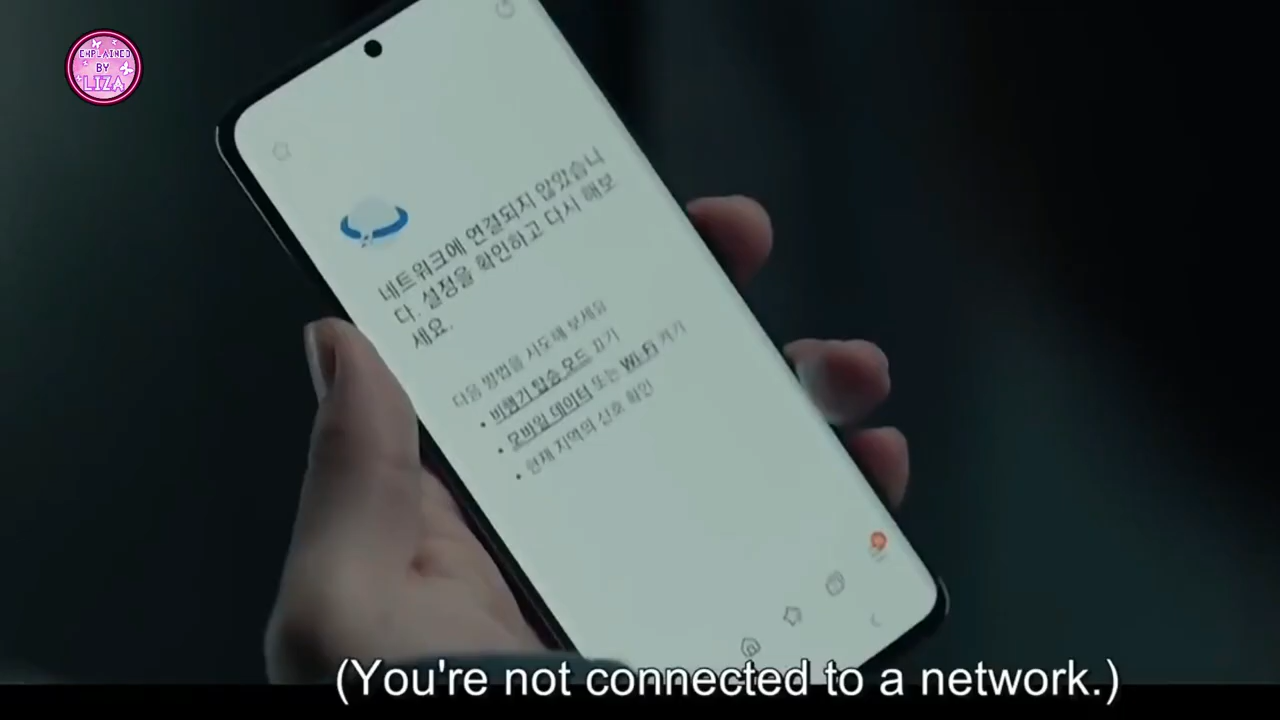 EXPLAINED
BY
LIZA
네트워크에 연결되지 않았습니
다. 설정을 확인하고 다시 해보
세요.
다음 방법을 시도해 보세요
• 비행기 탑승 모드 끄기
• 모바일 데이터 또는 Wi-Fi 켜기
• 현재 지역의 신호 확인
(You're not connected to a network.)